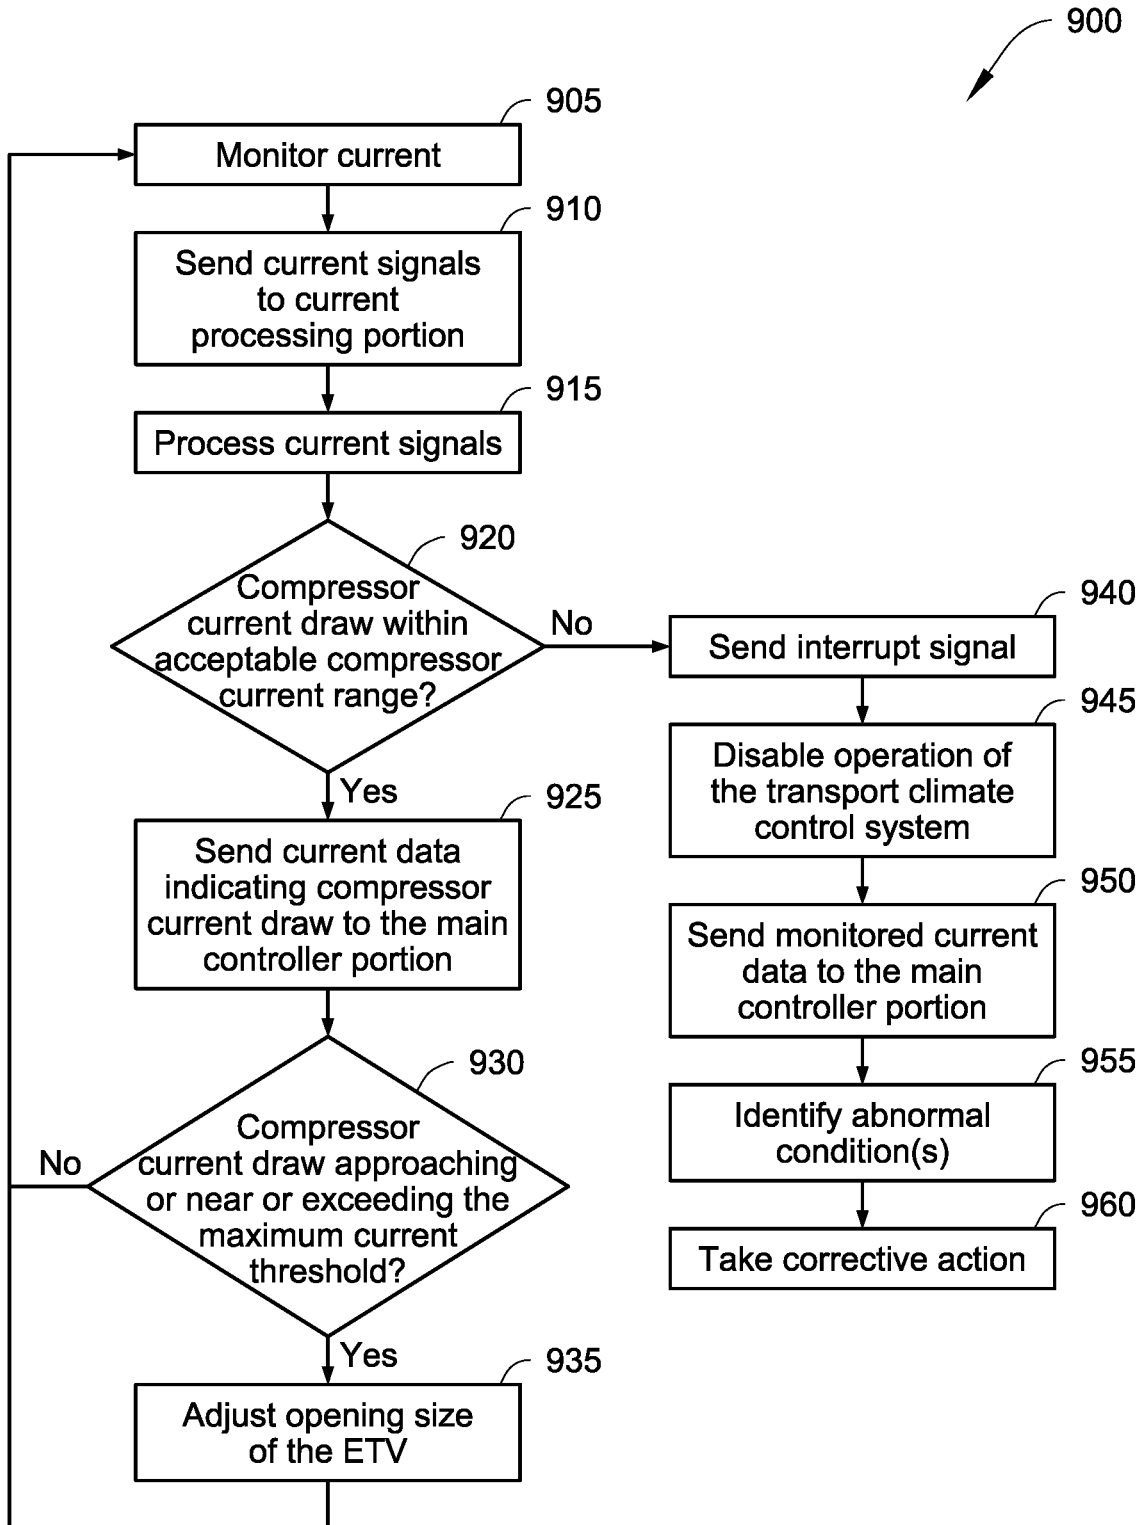 900
905
Monitor current
910
Send current signals
to current
processing portion
915
Process current signals
920
Compressor
current draw within
acceptable compressor
current range?
No
Yes
925
Send current data
indicating compressor
current draw to the main
controller portion
930
Compressor
current draw approaching
or near or exceeding the
maximum current
threshold?
No
Yes
935
Adjust opening size
of the ETV
940
Send interrupt signal
945
Disable operation of
the transport climate
control system
950
Send monitored current
data to the main
controller portion
955
Identify abnormal
condition(s)
960
Take corrective action